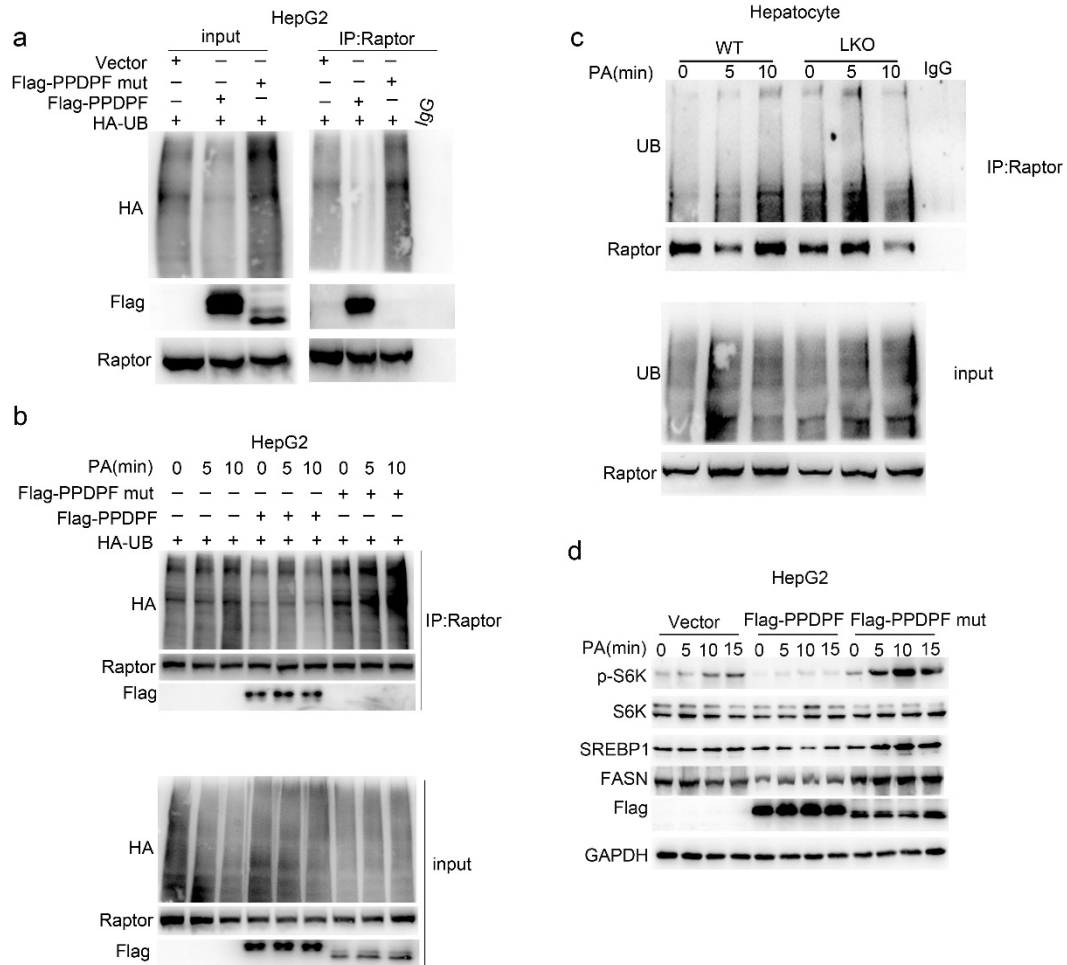 a
HepG2
input IP:Raptor
Vector + − − + − −
Flag-PPDPF mut − − + − − +
Flag-PPDPF − + − − + − IgG
HA-UB + + + + + +
HA
Flag
Raptor
b
HepG2
PA(min) 0 5 10 0 5 10 0 5 10
Flag-PPDPF mut − − − − − − + + +
Flag-PPDPF − − − + + + − − −
HA-UB + + + + + + + + +
HA
IP:Raptor
Raptor
Flag
HA
input
Raptor
Flag
c
Hepatocyte
WT LKO
PA(min) 0 5 10 0 5 10 IgG
UB
IP:Raptor
Raptor
UB
input
Raptor
d
HepG2
Vector Flag-PPDPF Flag-PPDPF mut
PA(min) 0 5 10 15 0 5 10 15 0 5 10 15
p-S6K
S6K
SREBP1
FASN
Flag
GAPDH